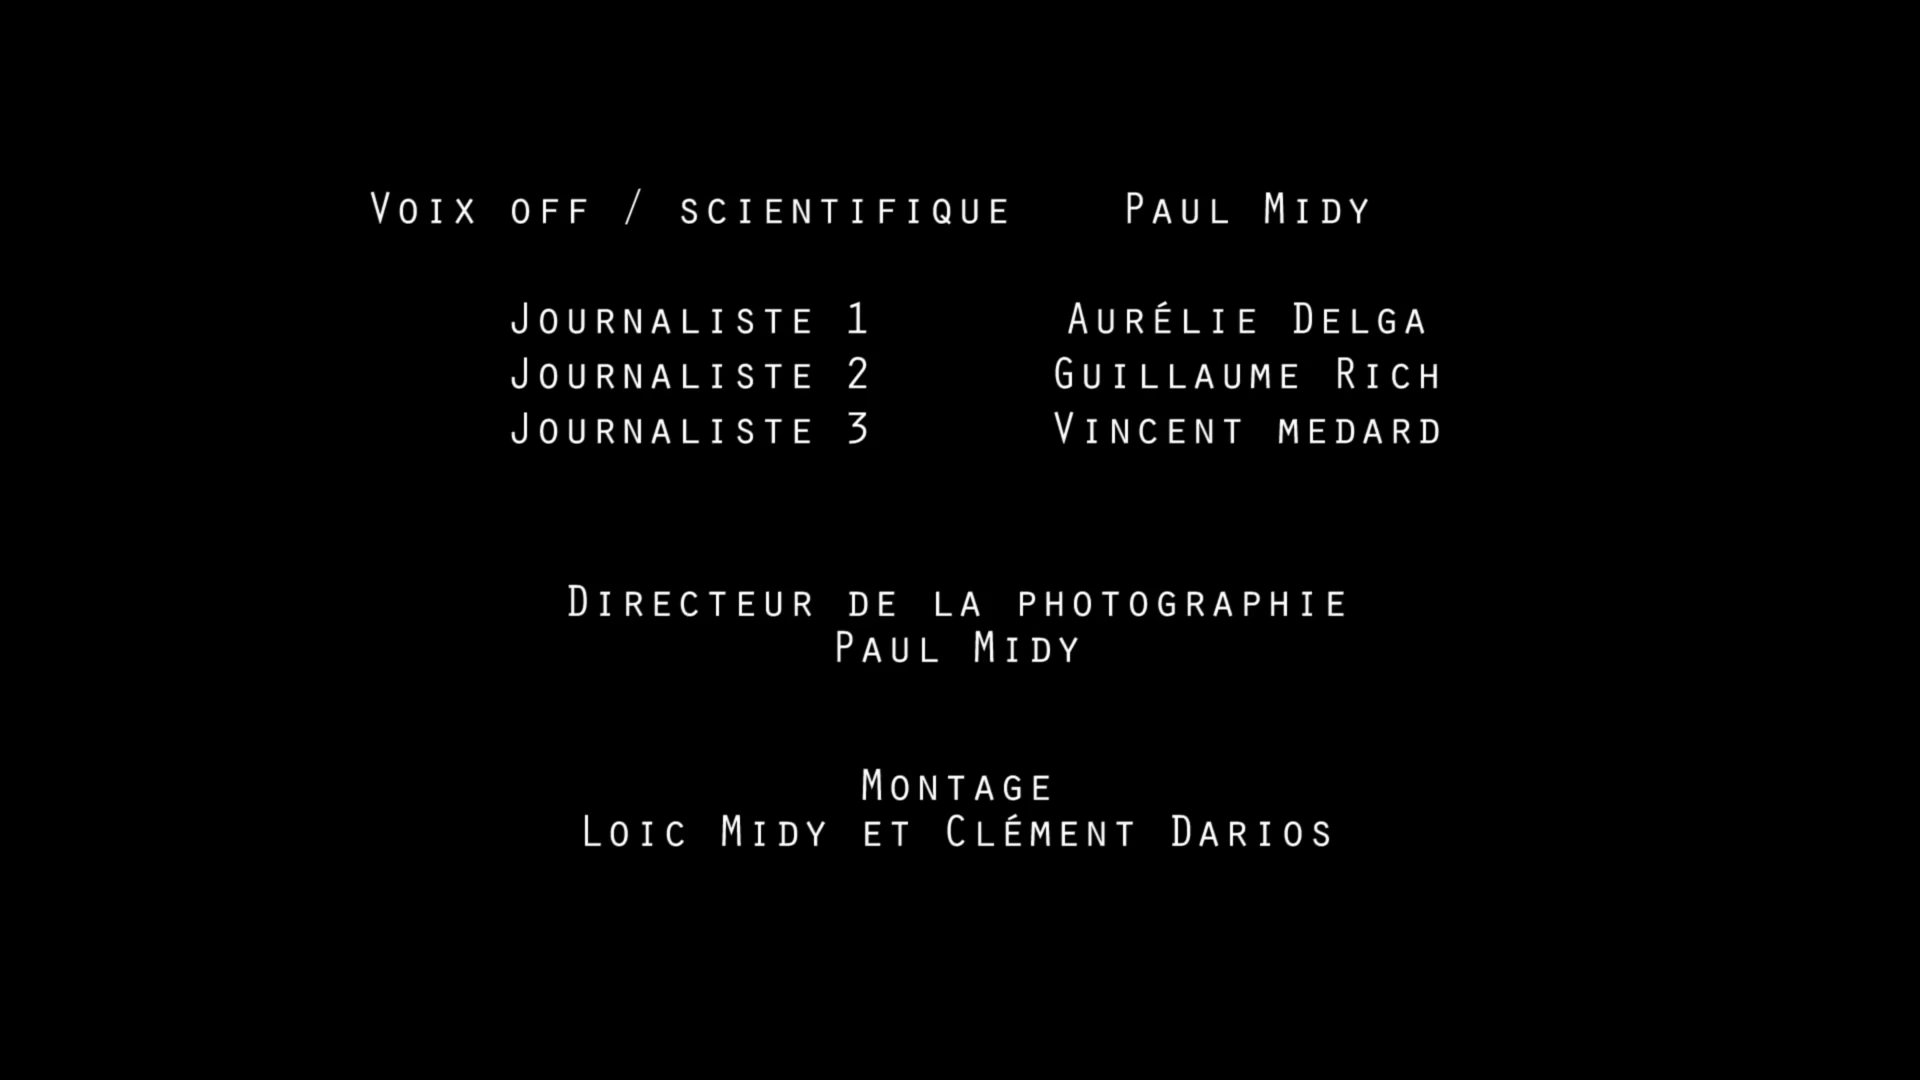 Voix off / scientifique Paul Midy
Journaliste 1 Aurélie Delga
Journaliste 2 Guillaume Rich
Journaliste 3 Vincent medard
Directeur de la photographie
Paul Midy
Montage
Loic Midy et Clément Darios